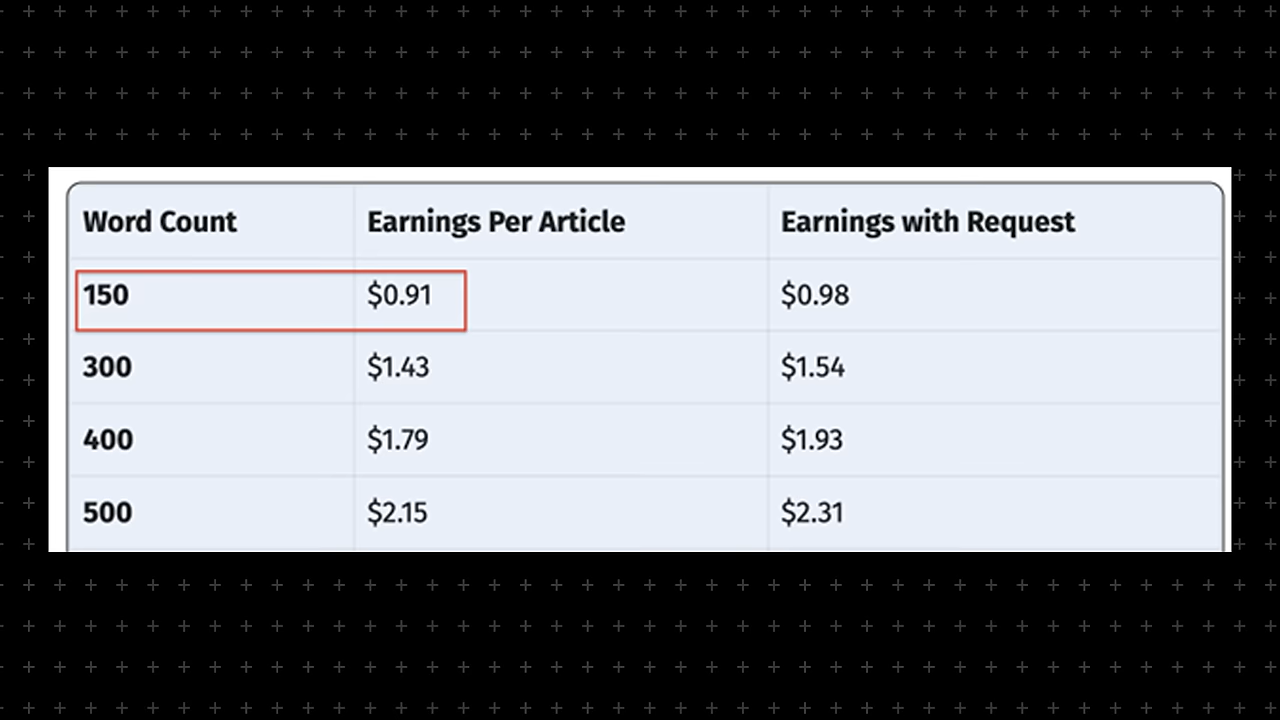 Word Count Earnings Per Article Earnings with Request
150 $0.91 $0.98
300 $1.43 $1.54
400 $1.79 $1.93
500 $2.15 $2.31